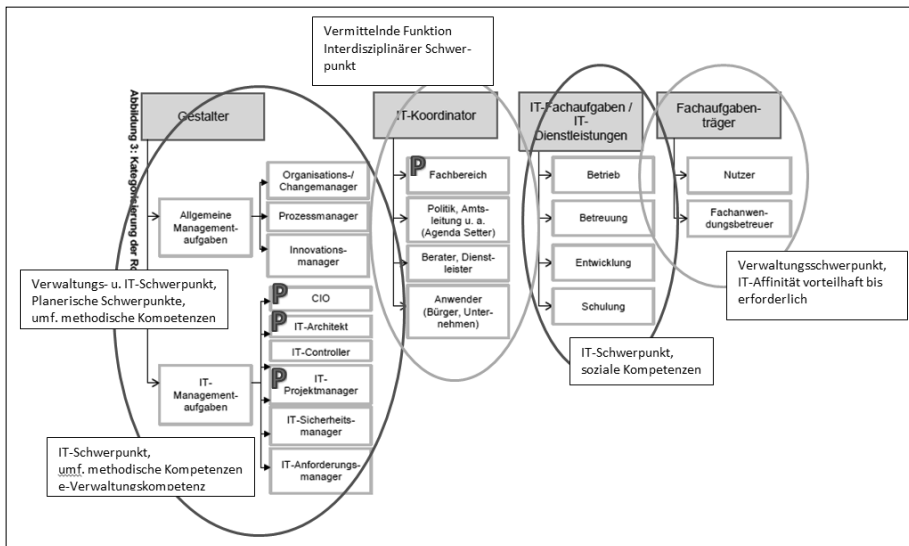 Vermittelnde Funktion
Interdisziplinärer Schwer-
punkt
Abbildung 3: Kategorisierung der
Gestalter
IT-Koordinator
IT-Fachaufgaben /
IT-
Dienstleistungen
Fachaufgaben-
träger
Allgemeine
Management-
aufgaben
Organisations-/
Changemanager
Prozessmanager
Innovations-
manager
Verwaltungs- u. IT-Schwerpunkt,
Planerische Schwerpunkte,
umf. methodische Kompetenzen
IT-
Management-
aufgaben
P
CIO
P
IT-Architekt
IT-Controller
P
IT-
Projektmanager
IT-Sicherheits-
manager
IT-Anforderungs-
manager
IT-Schwerpunkt,
umf. methodische Kompetenzen
e-Verwaltungskompetenz
P
Fachbereich
Politik, Amts-
leitung u. a.
(Agenda Setter)
Berater, Dienst-
leister
Anwender
(Bürger, Unter-
nehmen)
Betrieb
Betreuung
Entwicklung
Schulung
IT-Schwerpunkt,
soziale Kompetenzen
Nutzer
Fachanwen-
dungsbetreuer
Verwaltungsschwerpunkt,
IT-Affinität vorteilhaft bis
erforderlich